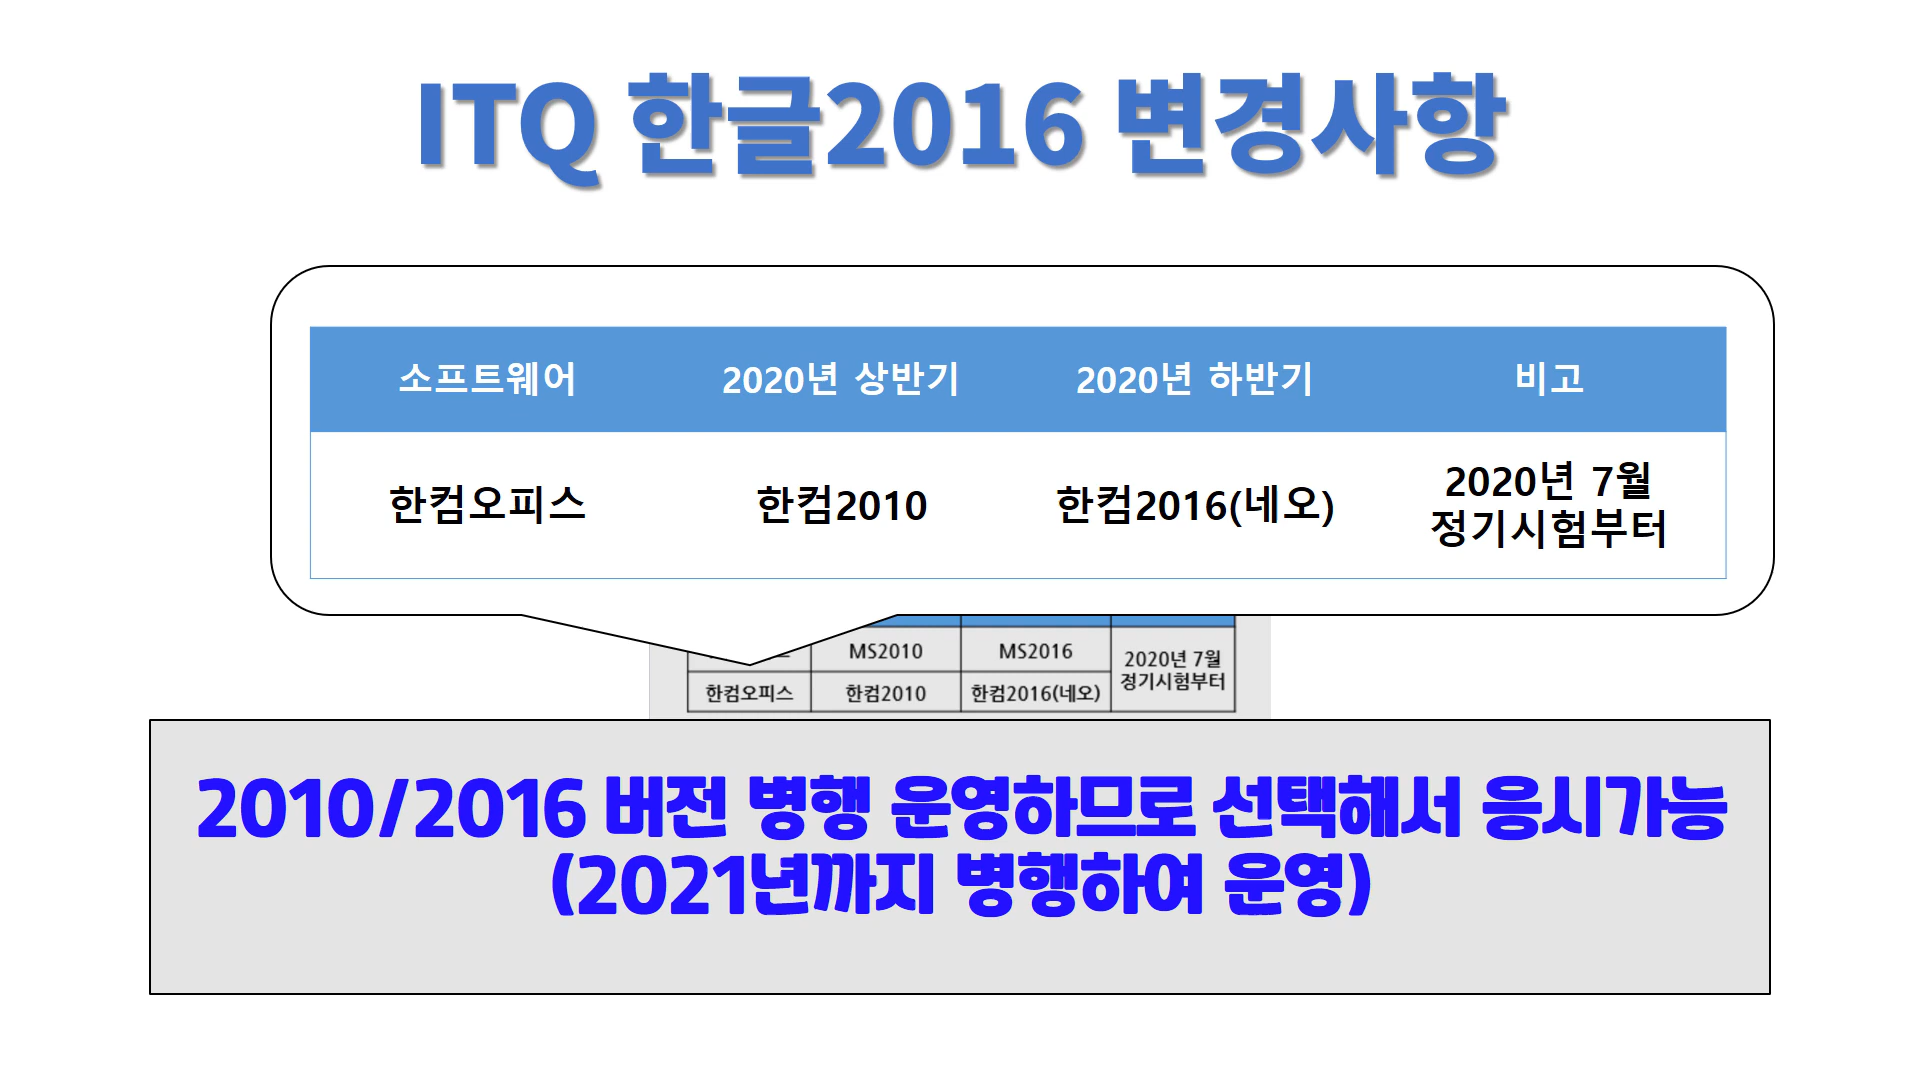 ITQ 한글2016 변경사항
소프트웨어 2020년 상반기 2020년 하반기 비고
한컴오피스 한컴2010 한컴2016(네오) 2020년 7월
정기시험부터
MS2010 MS2016 2020년 7월
정기시험부터
한컴오피스 한컴2010 한컴2016(네오)
2010/2016 버전 병행 운영하므로 선택해서 응시가능
(2021년까지 병행하여 운영)